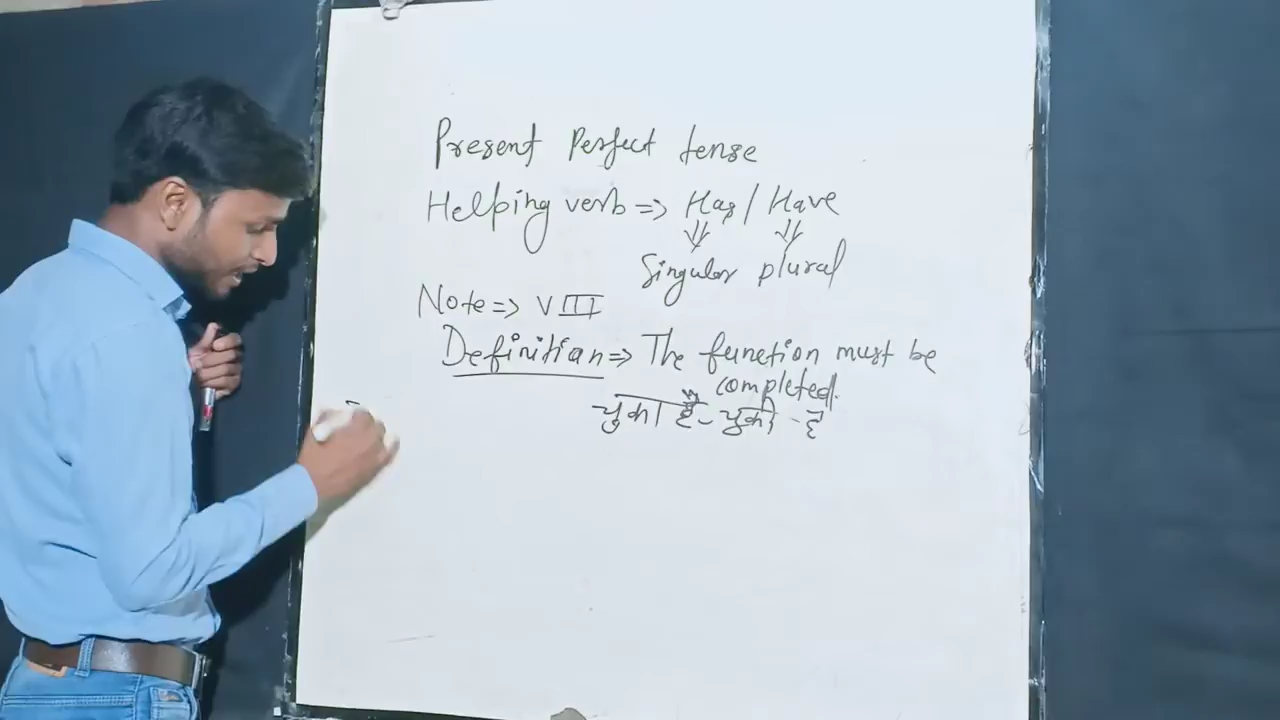 Present Perfect tense
Helping verb => Has / Have
Singular plural
Note => V III
Definition => The function must be
completed.
चुका है - चुकी - है